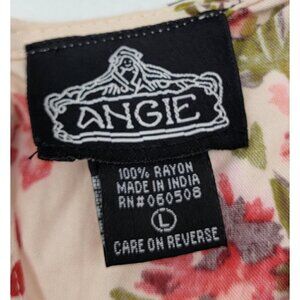 ANGIE
100% RAYON
MADE IN INDIA
RN#060508
L
CARE ON REVERSE